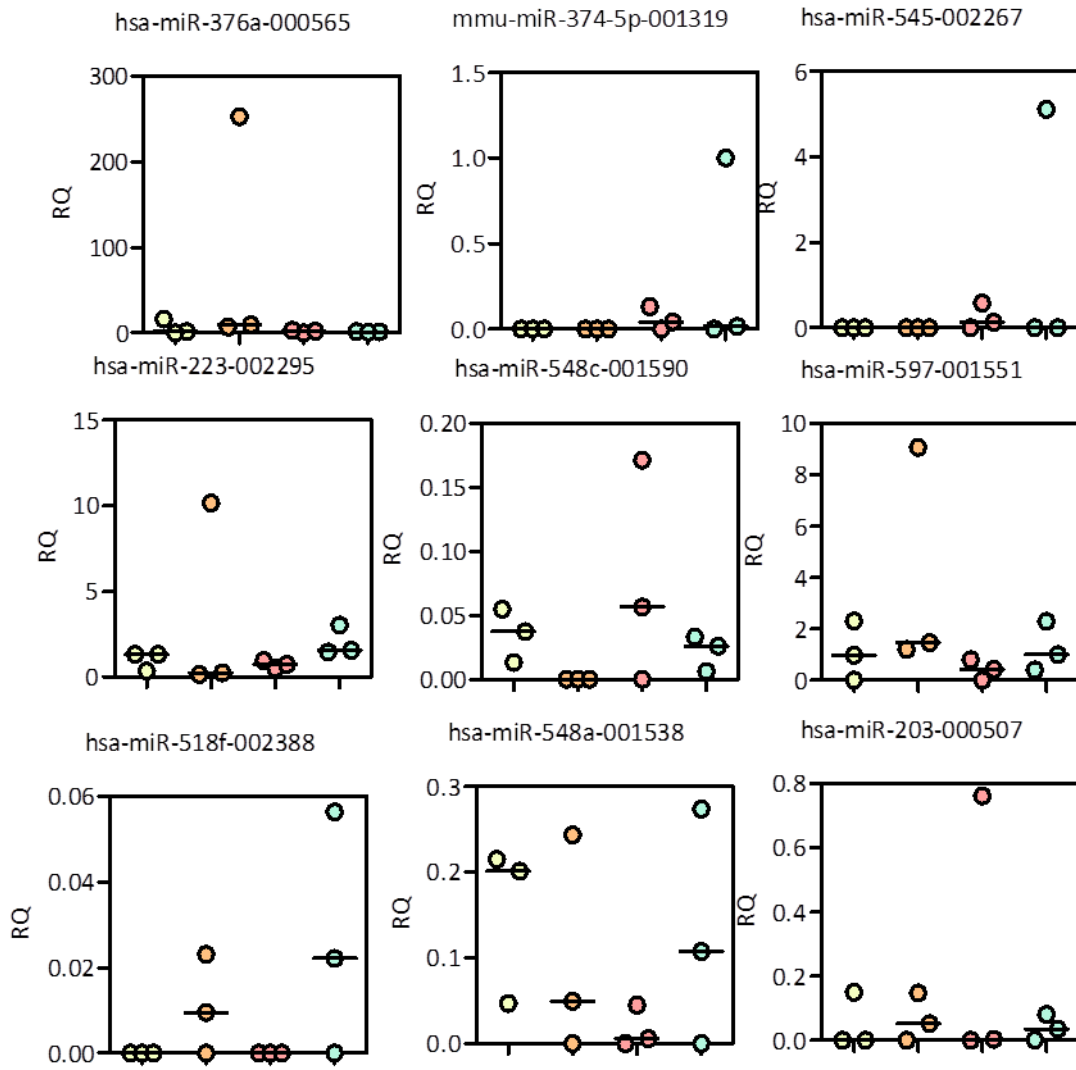 hsa-miR-376a-000565
mmu-miR-374-5p-001319
hsa-miR-545-002267
300
200
100
0
RQ
1.5
1.0
0.5
0.0
RQ
6
4
2
0
RQ
hsa-miR-223-002295
hsa-miR-548c-001590
hsa-miR-597-001551
15
10
5
0
RQ
0.20
0.15
0.10
0.05
0.00
RQ
10
8
6
4
2
0
RQ
hsa-miR-518f-002388
hsa-miR-548a-001538
hsa-miR-203-000507
0.06
0.04
0.02
0.00
RQ
0.3
0.2
0.1
0.0
RQ
0.8
0.6
0.4
0.2
0.0
RQ